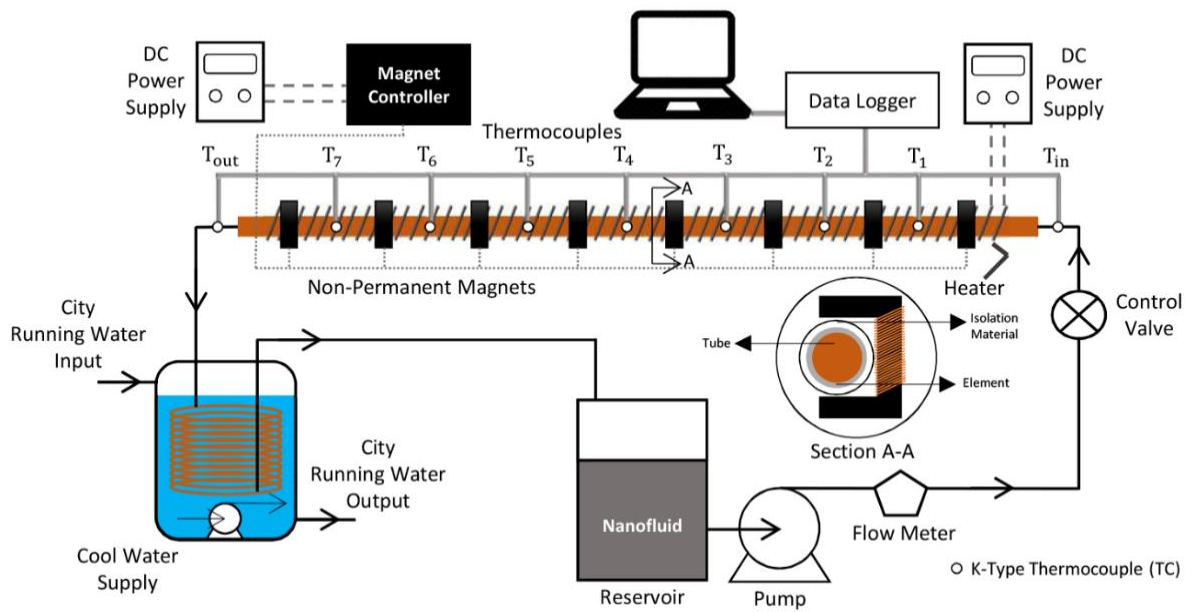 DC
Power
Supply
Magnet
Controller
Data Logger
DC
Power
Supply
Thermocouples
Tout
T7
T6
T5
T4
T3
T2
T1
Tin
A
A
Non-Permanent Magnets
Heater
City
Running Water
Input
Control
Valve
Isolation
Material
Tube
Element
Section A-A
City
Running Water
Output
Nanofluid
Flow Meter
Cool Water
Supply
Reservoir
Pump
K-Type Thermocouple (TC)